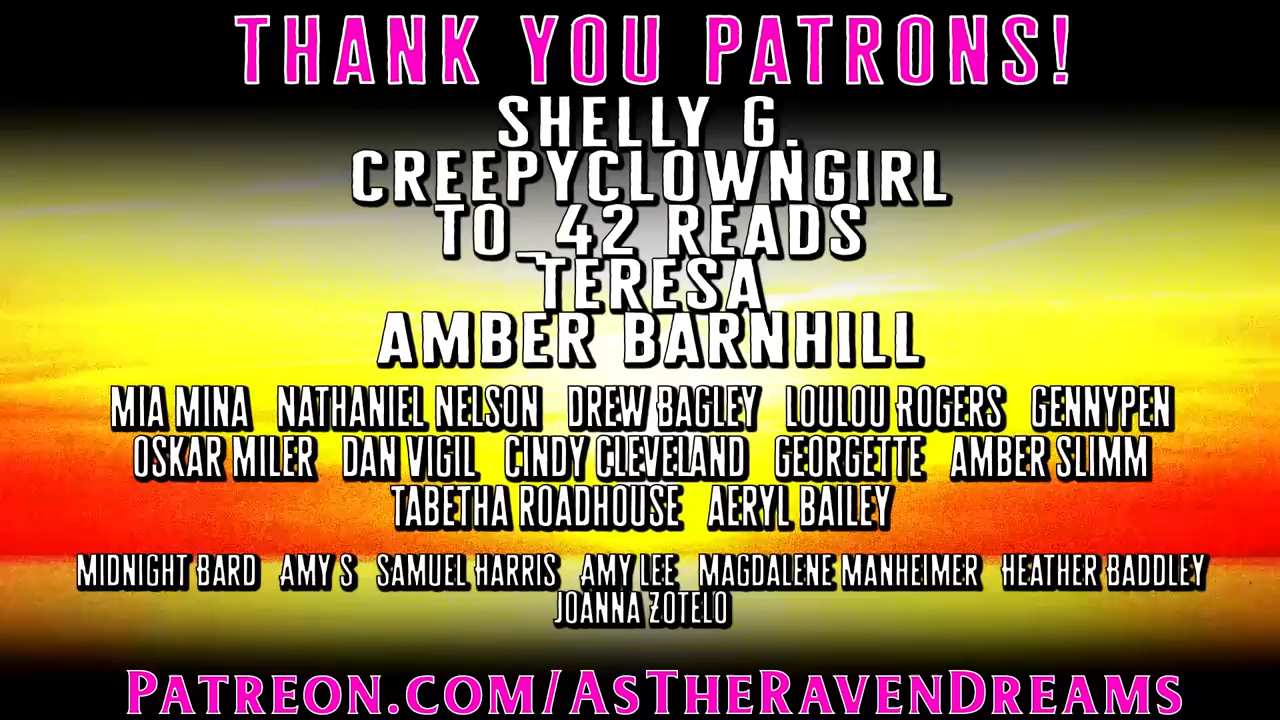 THANK YOU PATRONS!
SHELLY G.
CREEPYCLOWNGIRL
TO_42 READS
TERESA
AMBER BARNHILL
MIA MINA NATHANIEL NELSON DREW BAGLEY LOULOU ROGERS GENNYPEN
OSKAR MILER DAN VIGIL CINDY CLEVELAND GEORGETTE AMBER SLIMM
TABETHA ROADHOUSE AERYL BAILEY
MIDNIGHT BARD AMY S SAMUEL HARRIS AMY LEE MAGDALENE MANHEIMER HEATHER BADDLEY
JOANNA ZOTELO
PATREON.COM/ASTHERAVENDREAMS